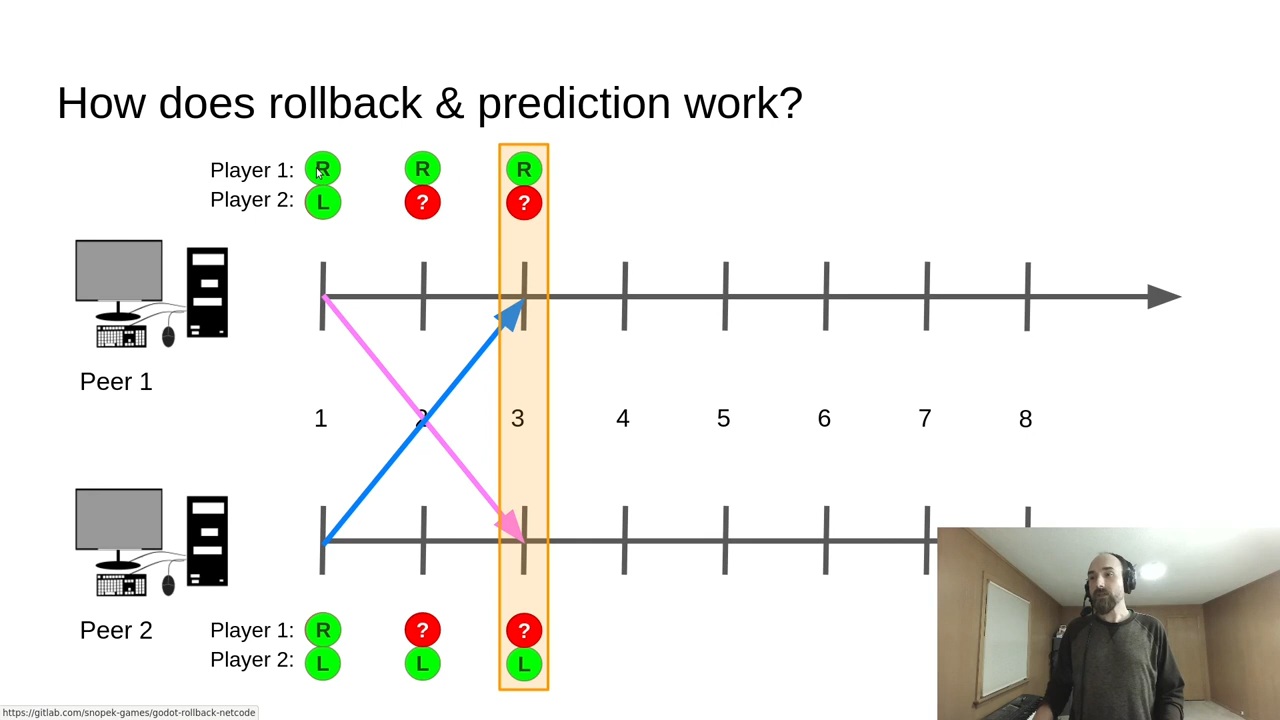 How does rollback & prediction work?
Player 1: R R R
Player 2: L ? ?
Peer 1
1 2 3 4 5 6 7 8
Peer 2
Player 1: R ? ?
Player 2: L L L
https://gitlab.com/snopek-games/godot-rollback-netcode